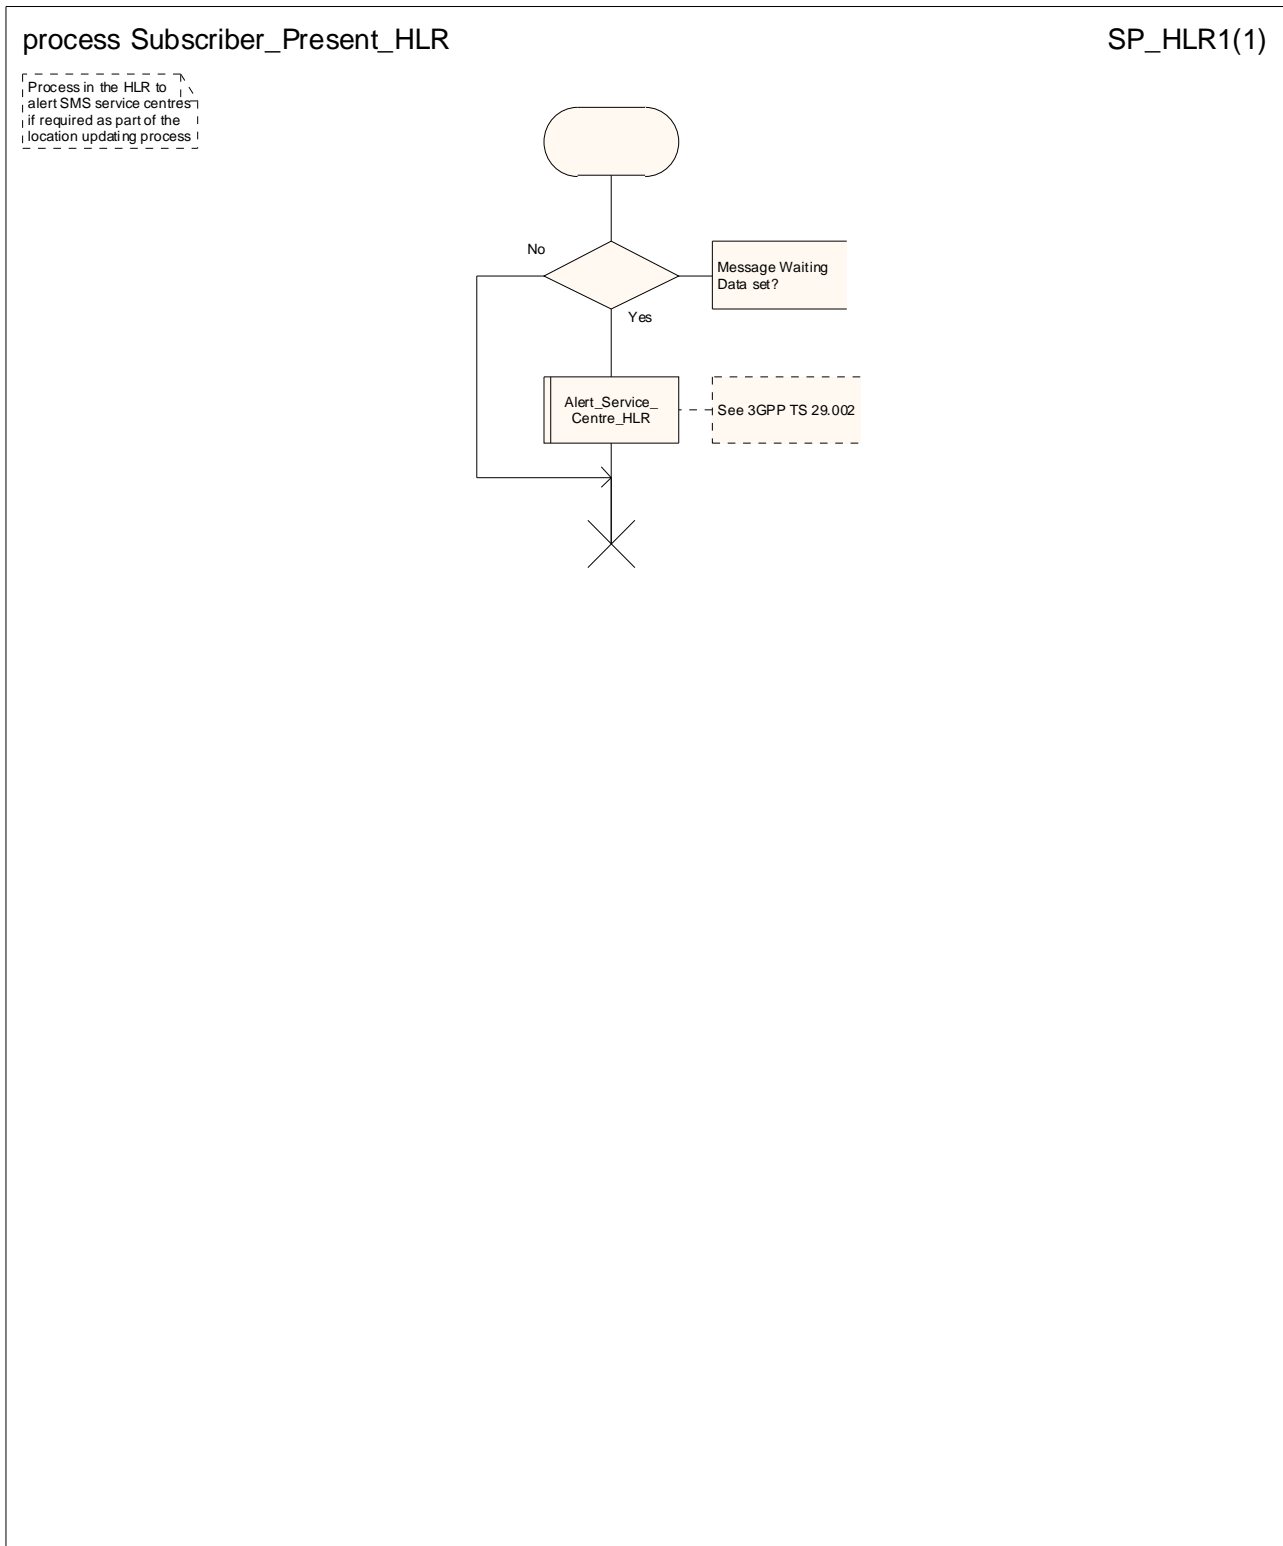 process Subscriber_Present_HLR
SP_HLR1(1)
Process in the HLR to
alert SMS service centres
if required as part of the
location updating process
No
Message Waiting
Data set?
Yes
Alert_Service_
Centre_HLR
See 3GPP TS 29.002